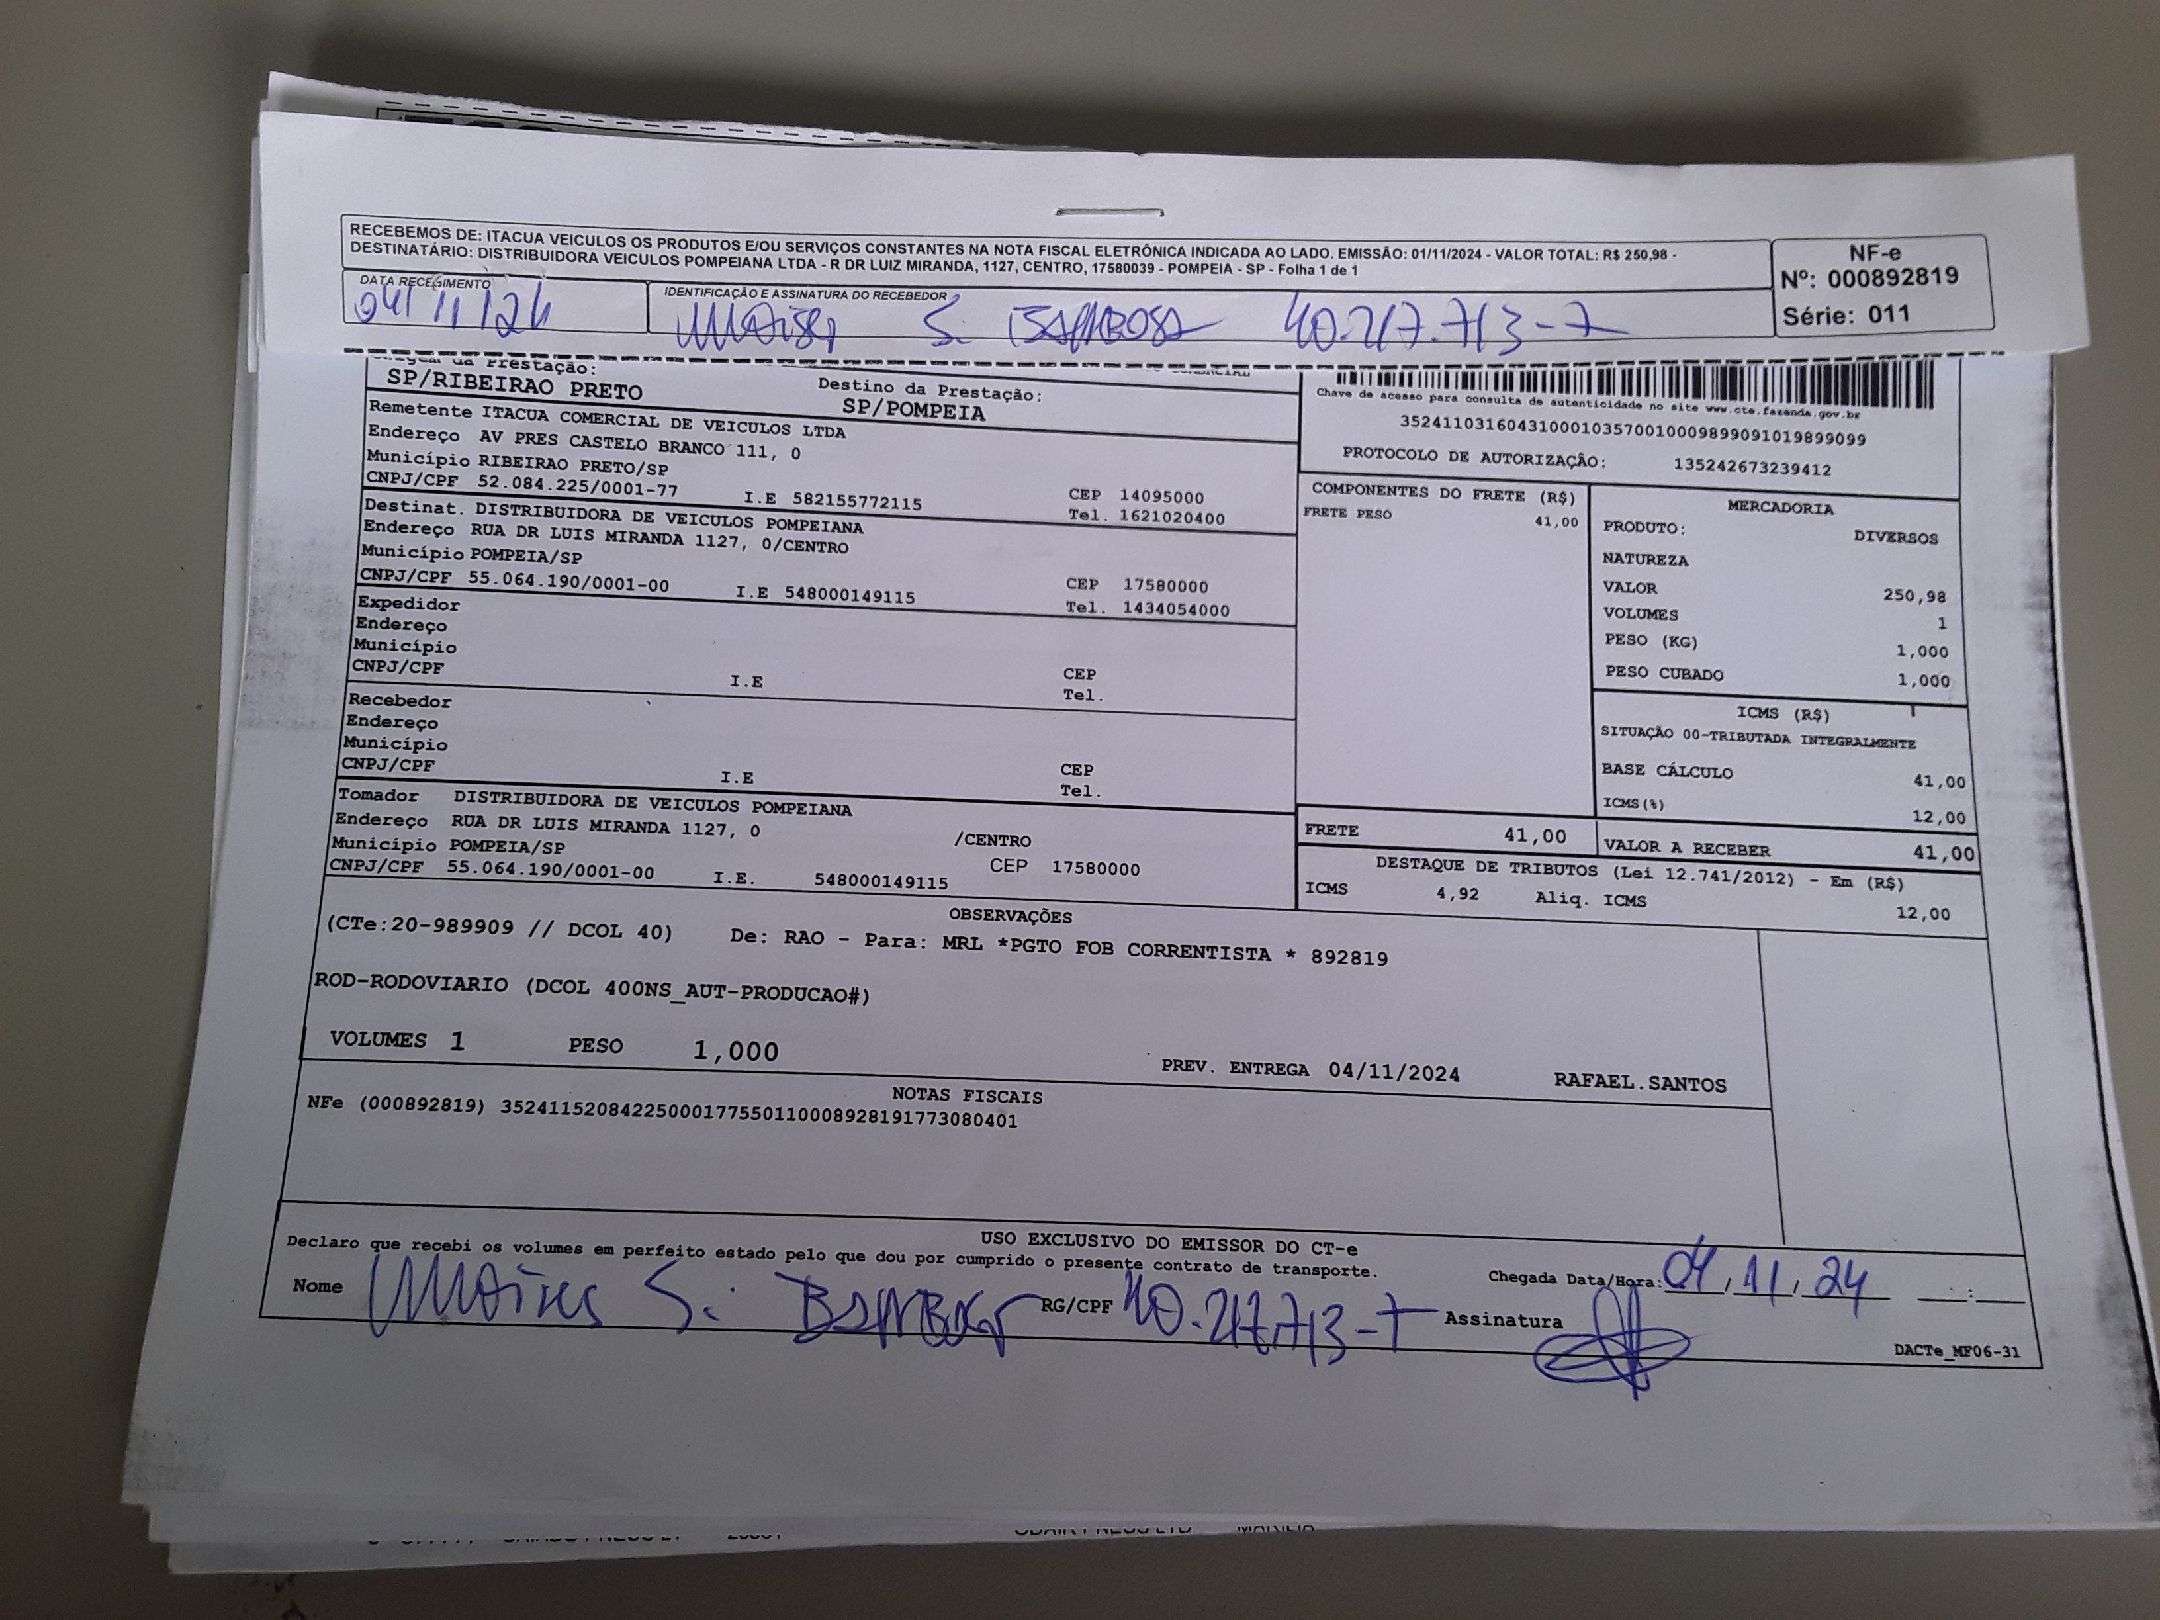 RECEBEMOS DE: ITACUA VEICULOS OS PRODUTOS E/OU SERVIÇOS CONSTANTES NA NOTA FISCAL ELETRÔNICA INDICADA AO LADO. EMISSÃO: 01/11/2024 - VALOR TOTAL: R$ 250,98 -
DESTINATÁRIO: DISTRIBUIDORA VEICULOS POMPEIANA LTDA - R DR LUIZ MIRANDA, 1127, CENTRO, 17580039 - POMPEIA - SP - Folha 1 de 1
NF-e
Nº: 000892819
Série: 011
DATA RECEBIMENTO
04/11/24
IDENTIFICAÇÃO E ASSINATURA DO RECEBEDOR
S. BARBOSA 40.217.713-7
da Prestação:
SP/RIBEIRAO PRETO
Destino da Prestação:
SP/POMPEIA
Remetente ITACUA COMERCIAL DE VEICULOS LTDA
Endereço AV PRES CASTELO BRANCO 111, 0
Município RIBEIRAO PRETO/SP
CNPJ/CPF 52.084.225/0001-77 I.E 582155772115
CEP 14095000
Tel. 1621020400
Destinat. DISTRIBUIDORA DE VEICULOS POMPEIANA
Endereço RUA DR LUIS MIRANDA 1127, 0/CENTRO
Município POMPEIA/SP
CNPJ/CPF 55.064.190/0001-00 I.E 548000149115
CEP 17580000
Tel. 1434054000
Expedidor
Endereço
Município
CNPJ/CPF I.E
CEP
Tel.
Recebedor
Endereço
Município
CNPJ/CPF I.E
CEP
Tel.
Tomador DISTRIBUIDORA DE VEICULOS POMPEIANA
Endereço RUA DR LUIS MIRANDA 1127, 0 /CENTRO
Município POMPEIA/SP CEP 17580000
CNPJ/CPF 55.064.190/0001-00 I.E. 548000149115
Chave de acesso para consulta de autenticidade no site www.cte.fazenda.gov.br
35241103160431000103570010009899091019899099
PROTOCOLO DE AUTORIZAÇÃO: 135242673239412
COMPONENTES DO FRETE (R$)
FRETE PESO 41,00
MERCADORIA
PRODUTO: DIVERSOS
NATUREZA
VALOR 250,98
VOLUMES 1
PESO (KG) 1,000
PESO CUBADO 1,000
ICMS (R$)
SITUAÇÃO 00-TRIBUTADA INTEGRALMENTE
BASE CÁLCULO 41,00
ICMS(%) 12,00
FRETE 41,00
VALOR A RECEBER 41,00
DESTAQUE DE TRIBUTOS (Lei 12.741/2012) - Em (R$)
ICMS 4,92 Aliq. ICMS 12,00
OBSERVAÇÕES
(CTe:20-989909 // DCOL 40) De: RAO - Para: MRL *PGTO FOB CORRENTISTA * 892819
ROD-RODOVIARIO (DCOL 400NS_AUT-PRODUCAO#)
VOLUMES 1 PESO 1,000
PREV. ENTREGA 04/11/2024 RAFAEL.SANTOS
NOTAS FISCAIS
NFe (000892819) 35241152084225000177550110008928191773080401
USO EXCLUSIVO DO EMISSOR DO CT-e
Declaro que recebi os volumes em perfeito estado pelo que dou por cumprido o presente contrato de transporte.
Chegada Data/Hora: 04/11/24 __:__
Nome S. BARBOSA RG/CPF 40.217.713-7 Assinatura
DACTe_MF06-31